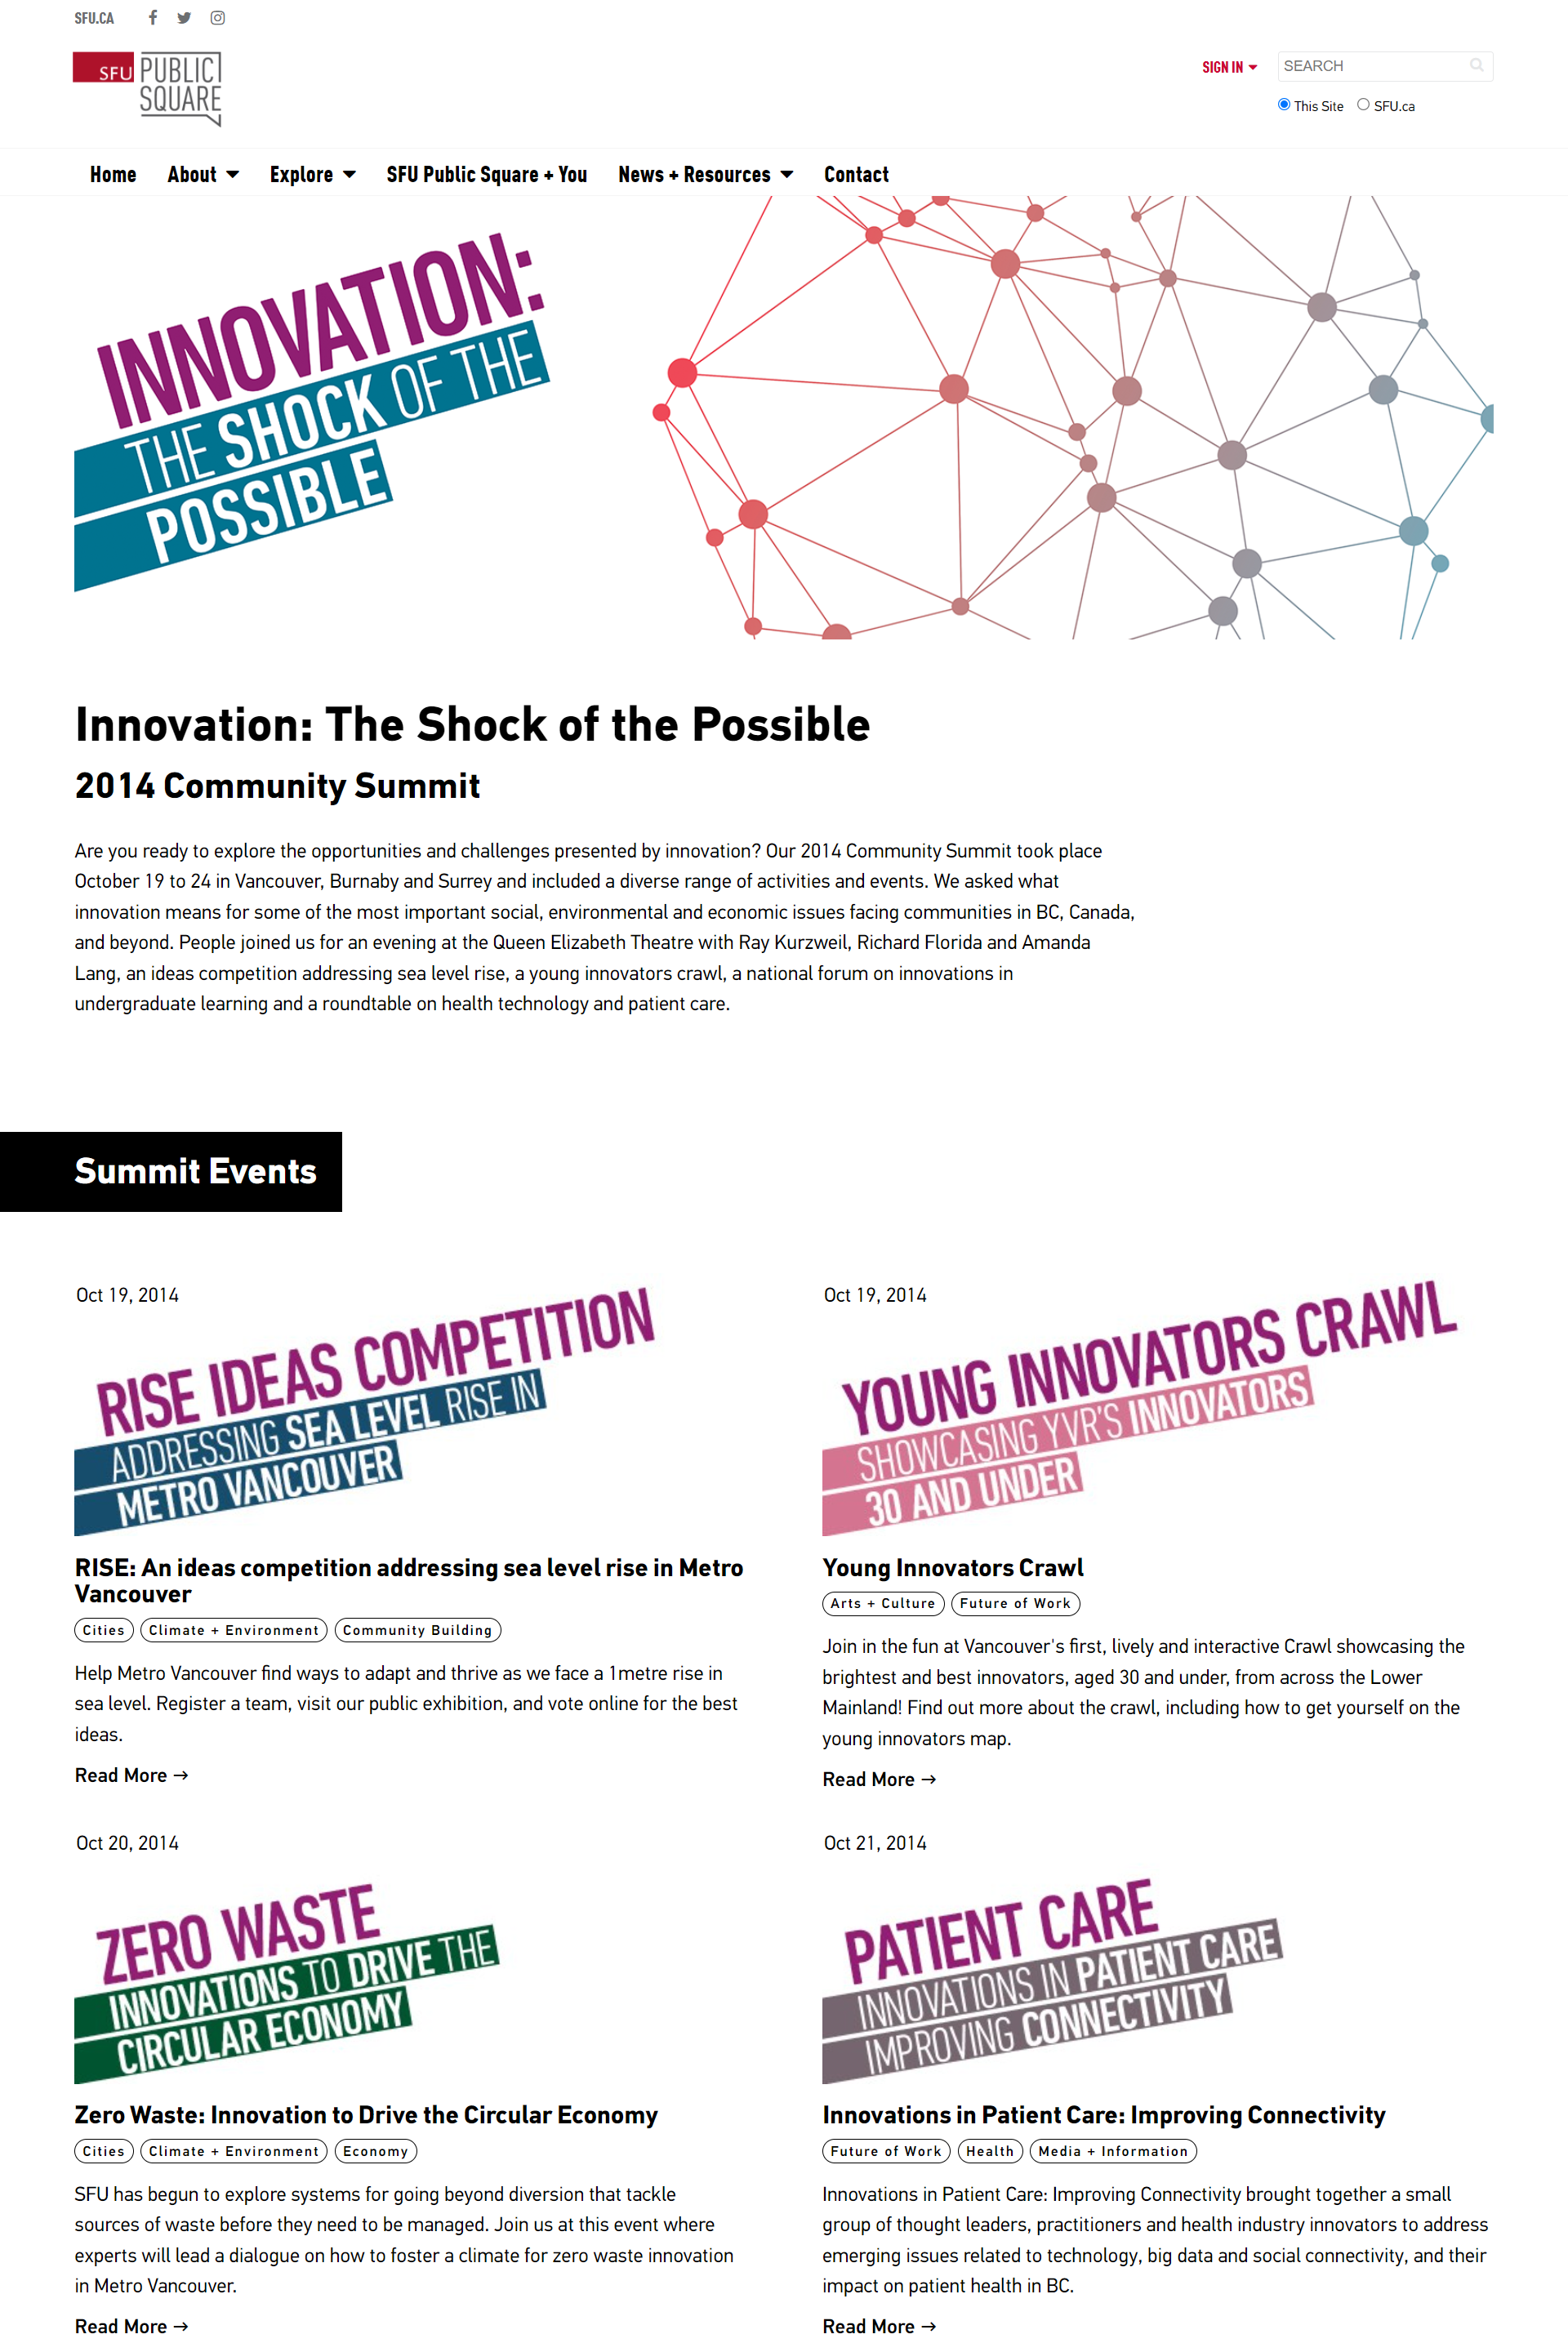 SFU.CA
SFU PUBLIC SQUARE
SIGN IN
SEARCH
This Site SFU.ca
Home About Explore SFU Public Square + You News + Resources Contact
INNOVATION:
THE SHOCK OF THE
POSSIBLE
Innovation: The Shock of the Possible
2014 Community Summit
Are you ready to explore the opportunities and challenges presented by innovation? Our 2014 Community Summit took place
October 19 to 24 in Vancouver, Burnaby and Surrey and included a diverse range of activities and events. We asked what
innovation means for some of the most important social, environmental and economic issues facing communities in BC, Canada,
and beyond. People joined us for an evening at the Queen Elizabeth Theatre with Ray Kurzweil, Richard Florida and Amanda
Lang, an ideas competition addressing sea level rise, a young innovators crawl, a national forum on innovations in
undergraduate learning and a roundtable on health technology and patient care.
Summit Events
Oct 19, 2014
RISE IDEAS COMPETITION
ADDRESSING SEA LEVEL RISE IN
METRO VANCOUVER
RISE: An ideas competition addressing sea level rise in Metro
Vancouver
Cities Climate + Environment Community Building
Help Metro Vancouver find ways to adapt and thrive as we face a 1metre rise in
sea level. Register a team, visit our public exhibition, and vote online for the best
ideas.
Read More →
Oct 19, 2014
YOUNG INNOVATORS CRAWL
SHOWCASING YVR'S INNOVATORS
30 AND UNDER
Young Innovators Crawl
Arts + Culture Future of Work
Join in the fun at Vancouver's first, lively and interactive Crawl showcasing the
brightest and best innovators, aged 30 and under, from across the Lower
Mainland! Find out more about the crawl, including how to get yourself on the
young innovators map.
Read More →
Oct 20, 2014
ZERO WASTE
INNOVATIONS TO DRIVE THE
CIRCULAR ECONOMY
Zero Waste: Innovation to Drive the Circular Economy
Cities Climate + Environment Economy
SFU has begun to explore systems for going beyond diversion that tackle
sources of waste before they need to be managed. Join us at this event where
experts will lead a dialogue on how to foster a climate for zero waste innovation
in Metro Vancouver.
Read More →
Oct 21, 2014
PATIENT CARE
INNOVATIONS IN PATIENT CARE
IMPROVING CONNECTIVITY
Innovations in Patient Care: Improving Connectivity
Future of Work Health Media + Information
Innovations in Patient Care: Improving Connectivity brought together a small
group of thought leaders, practitioners and health industry innovators to address
emerging issues related to technology, big data and social connectivity, and their
impact on patient health in BC.
Read More →